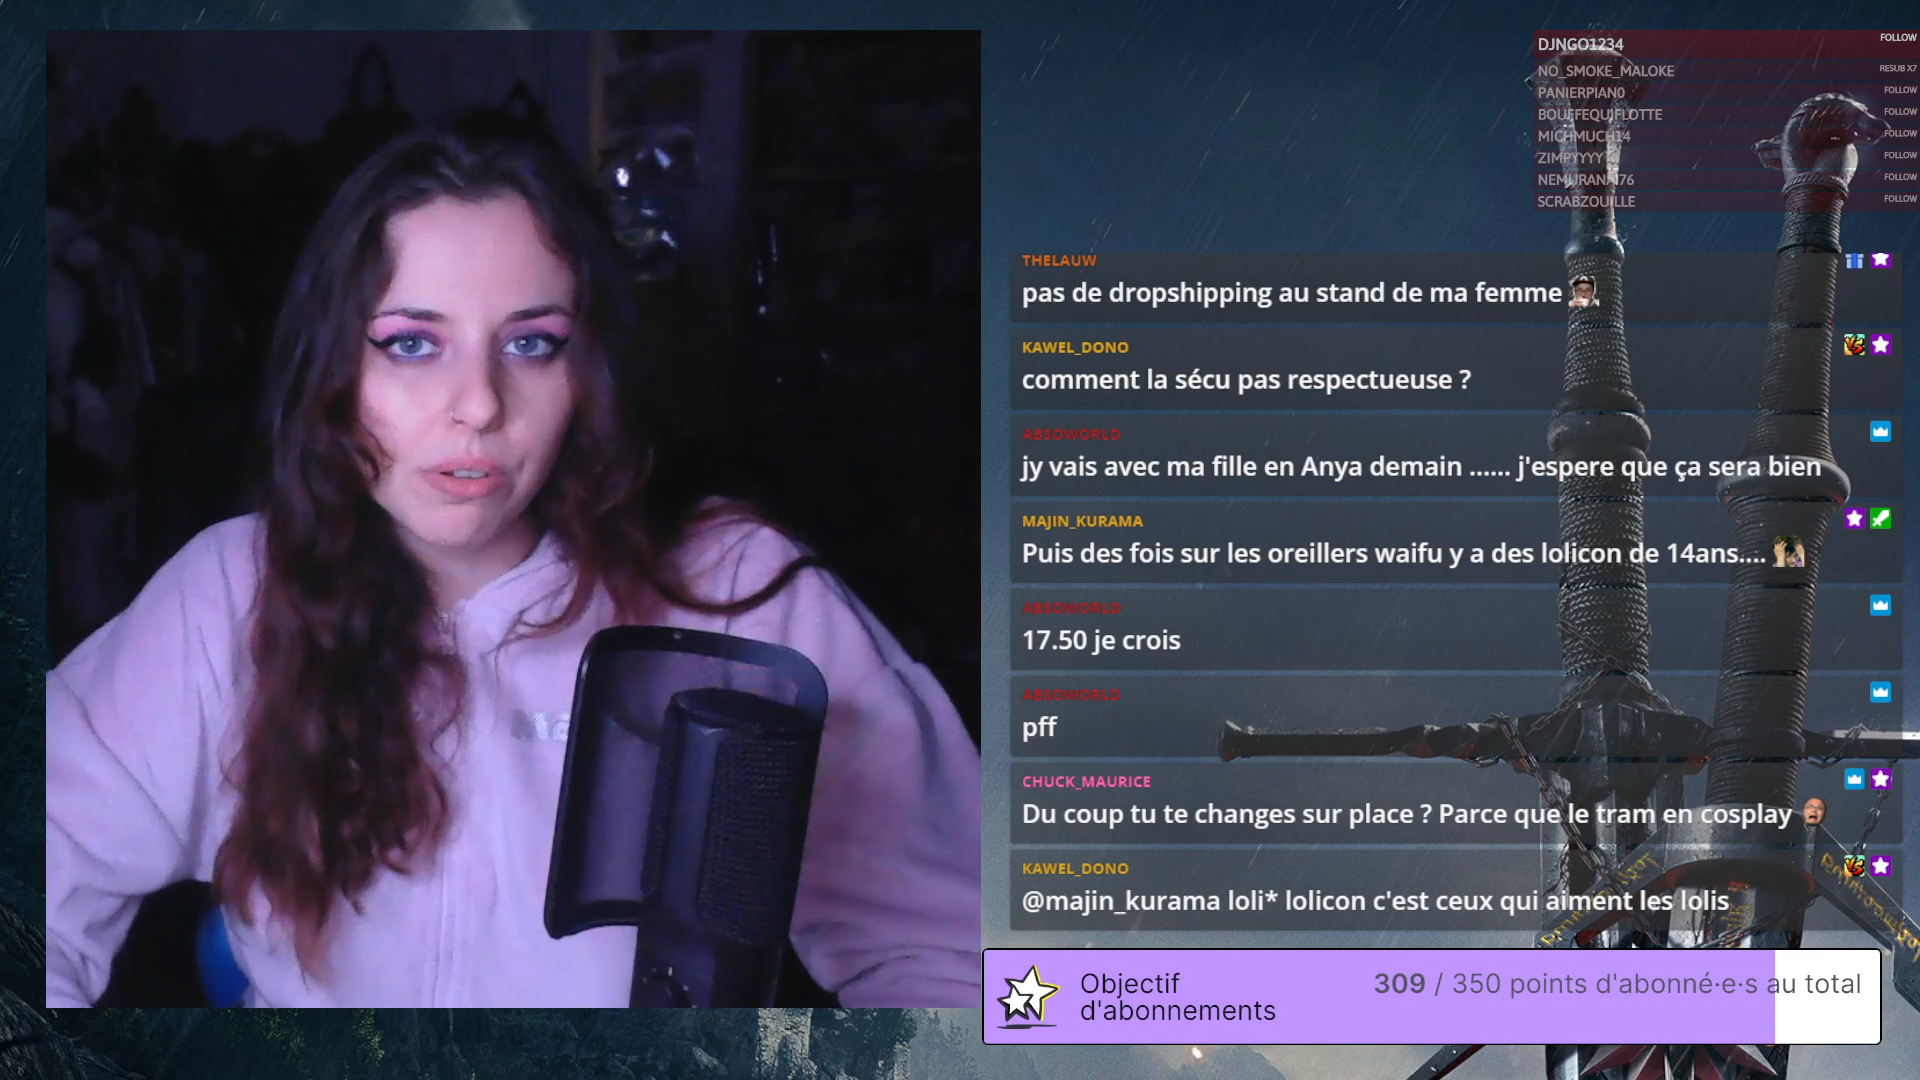 DJNGO1234 FOLLOW
NO_SMOKE_MALOKE RESUB X7
PANIERPIAN0 FOLLOW
BOUFFEQUIFLOTTE FOLLOW
MICHMUCH14 FOLLOW
ZIMPYYYY FOLLOW
NEMURANAI76 FOLLOW
SCRABZOUILLE FOLLOW
THELAUW
pas de dropshipping au stand de ma femme
KAWEL_DONO
comment la sécu pas respectueuse ?
ABSOWORLD
jy vais avec ma fille en Anya demain ...... j'espere que ça sera bien
MAJIN_KURAMA
Puis des fois sur les oreillers waifu y a des lolicon de 14ans....
ABSOWORLD
17.50 je crois
ABSOWORLD
pff
CHUCK_MAURICE
Du coup tu te changes sur place ? Parce que le tram en cosplay
KAWEL_DONO
@majin_kurama loli* lolicon c'est ceux qui aiment les lolis
Objectif
d'abonnements
309 / 350 points d'abonné·e·s au total